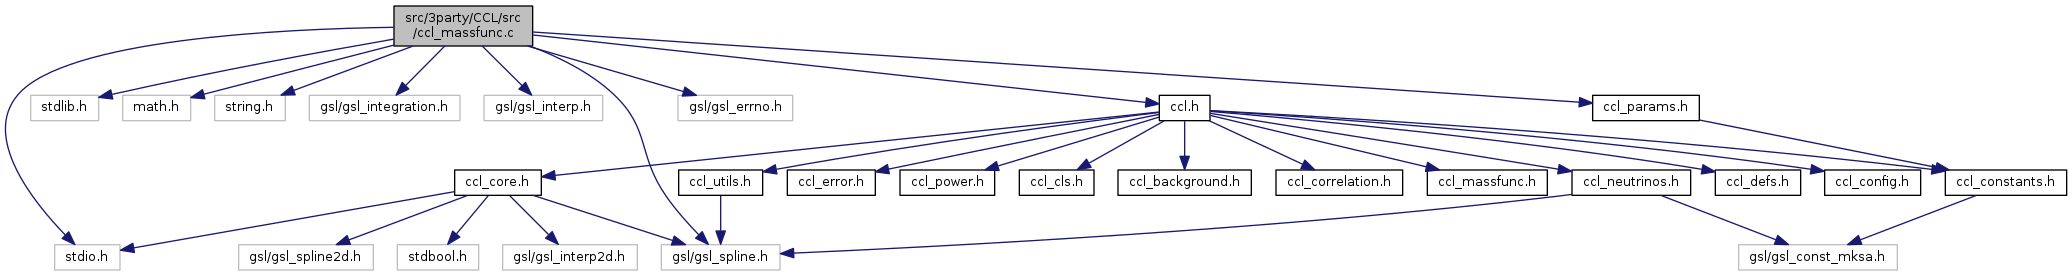 src/3party/CCL/src
/ccl_massfunc.c
stdlib.h
math.h
string.h
gsl/gsl_integration.h
gsl/gsl_interp.h
gsl/gsl_errno.h
ccl.h
ccl_params.h
ccl_core.h
ccl_utils.h
ccl_error.h
ccl_power.h
ccl_cls.h
ccl_background.h
ccl_correlation.h
ccl_massfunc.h
ccl_neutrinos.h
ccl_defs.h
ccl_config.h
ccl_constants.h
stdio.h
gsl/gsl_spline2d.h
stdbool.h
gsl/gsl_interp2d.h
gsl/gsl_spline.h
gsl/gsl_const_mksa.h